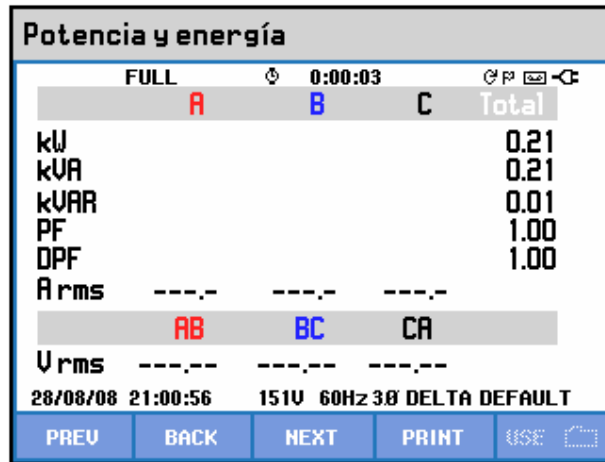 Potencia y energía
FULL 0:00:03
A B C Total
kW 0.21
kVA 0.21
kVAR 0.01
PF 1.00
DPF 1.00
A rms ---.- ---.- ---.-
AB BC CA
V rms ---.-- ---.-- ---.--
28/08/08 21:00:56 151V 60Hz 3Ø DELTA DEFAULT
PREV BACK NEXT PRINT USE